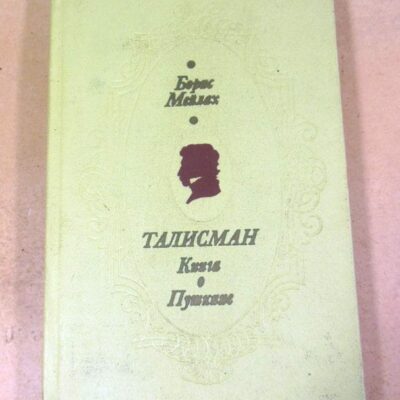 Борис
Мейлах
ТАЛИСМАН
Книга
о
Пушкине